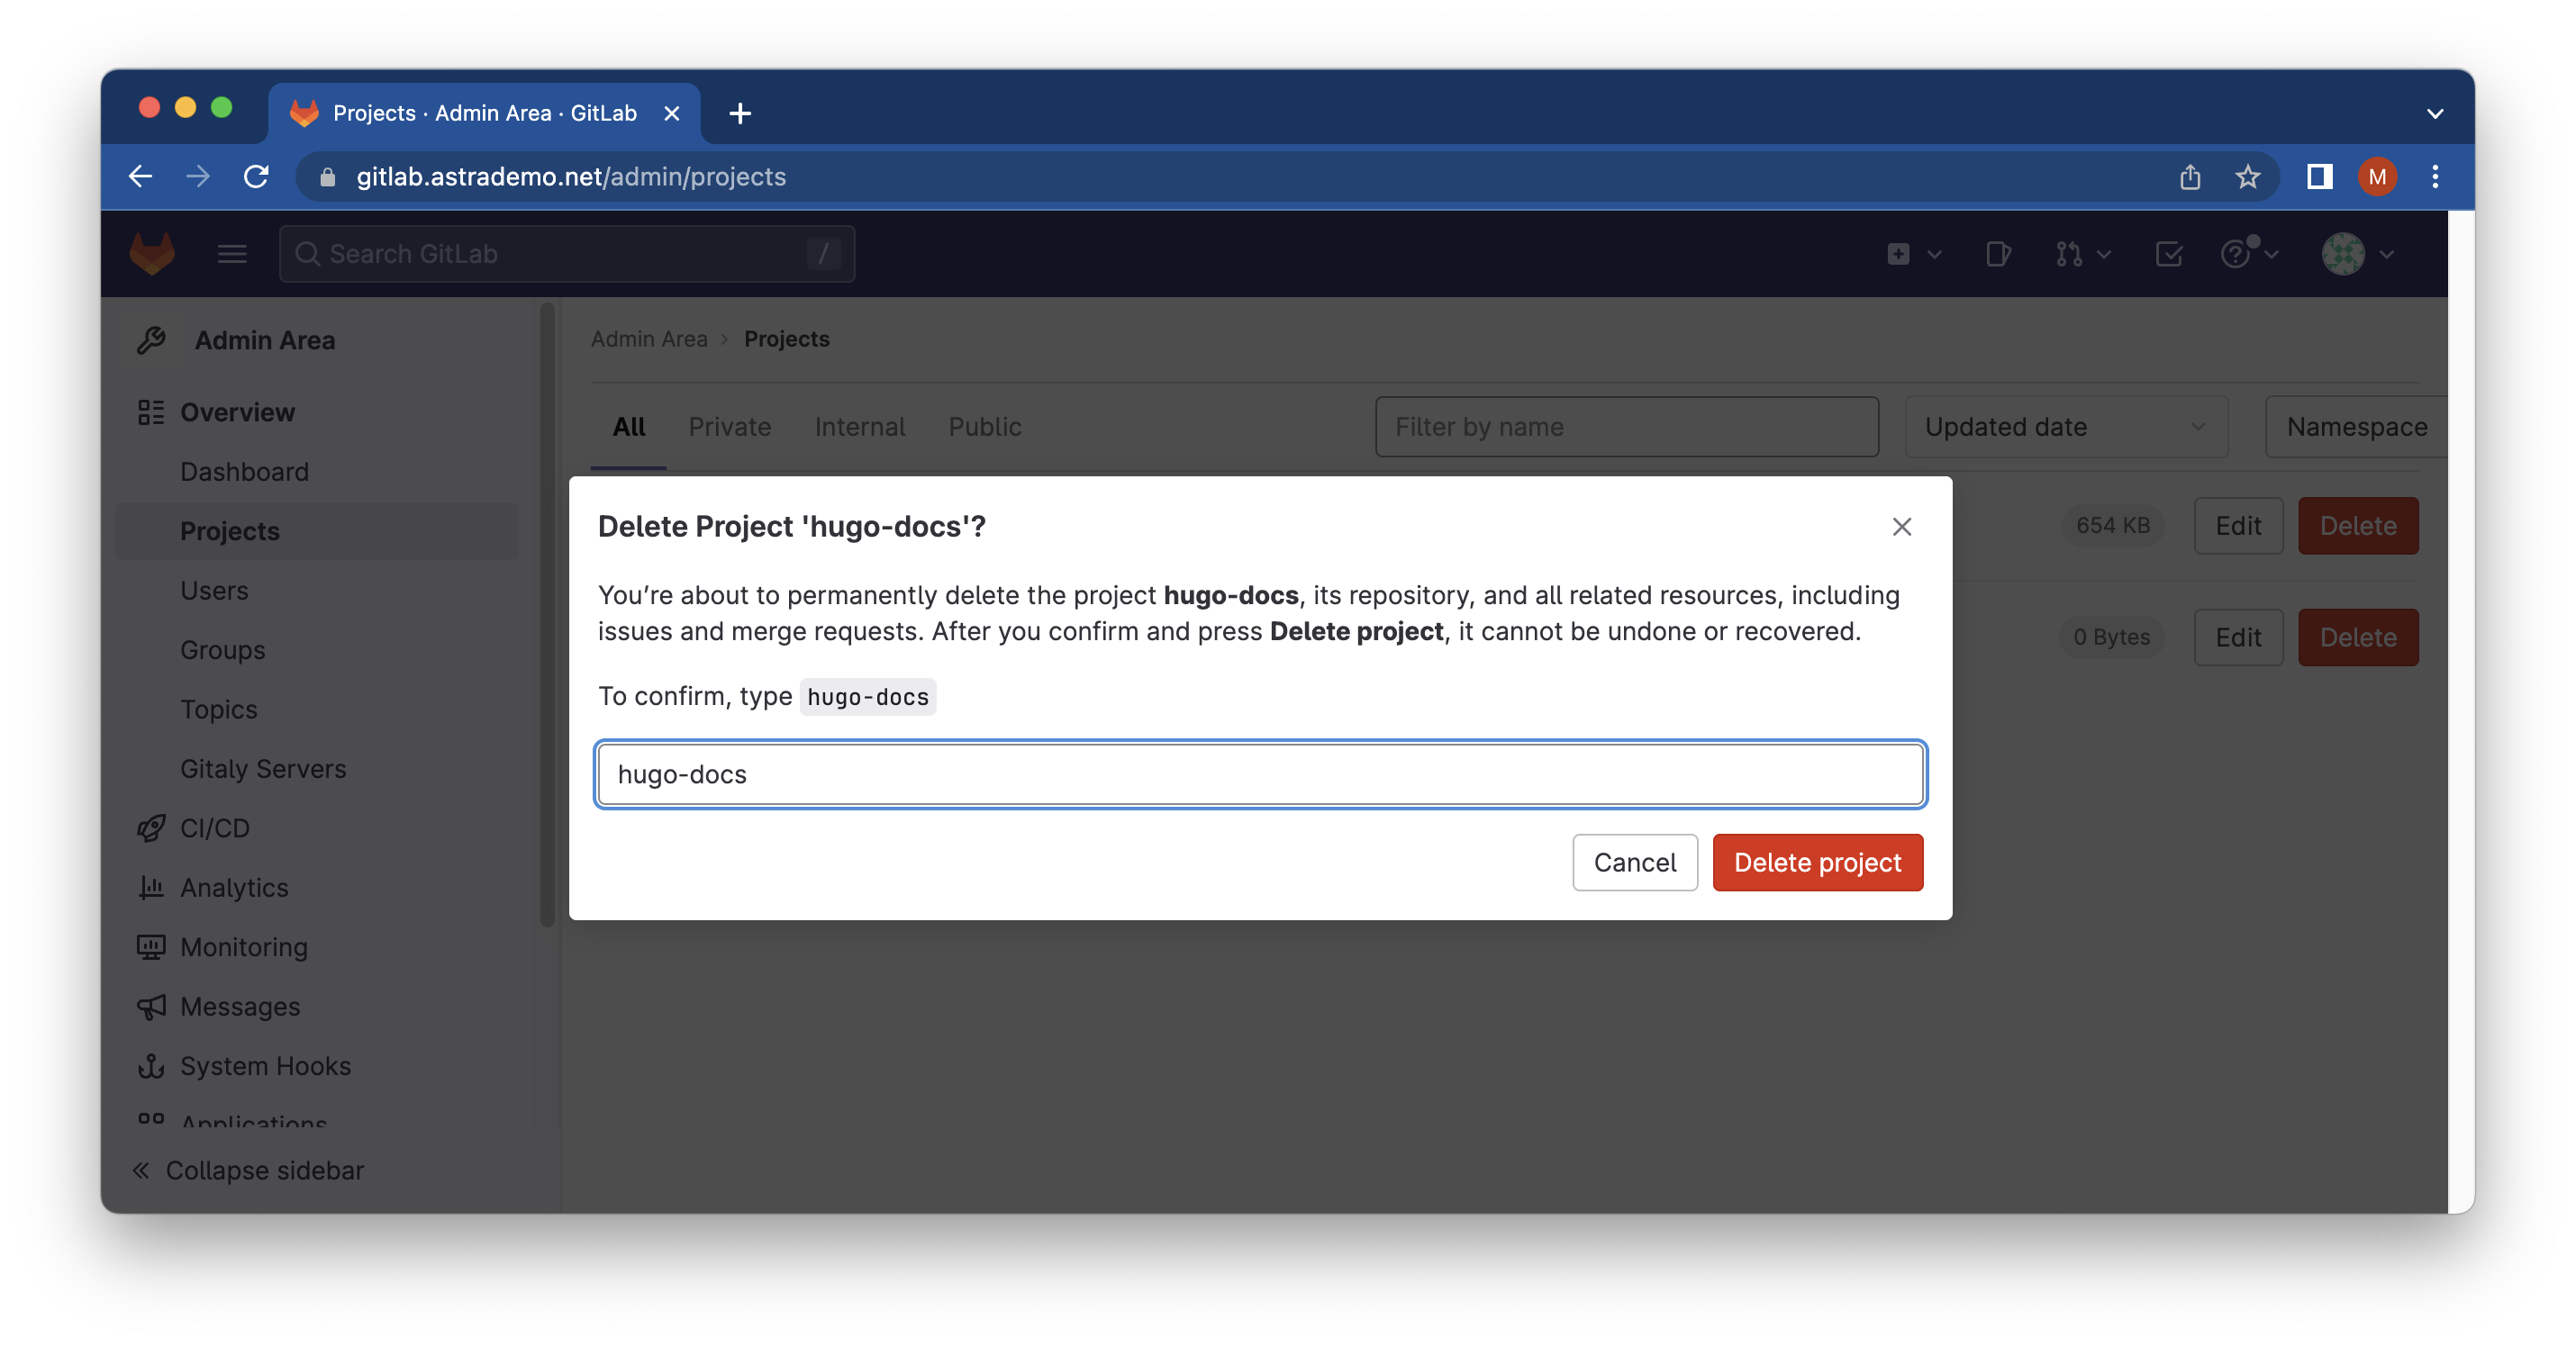 Projects · Admin Area · GitLab
gitlab.astrademo.net/admin/projects
M
Search GitLab
/
Admin Area
Overview
Dashboard
Projects
Users
Groups
Topics
Gitaly Servers
CI/CD
Analytics
Monitoring
Messages
System Hooks
Applications
Collapse sidebar
Admin Area > Projects
All Private Internal Public
Filter by name
Updated date
Namespace
654 KB Edit Delete
0 Bytes Edit Delete
Delete Project 'hugo-docs'?
You’re about to permanently delete the project hugo-docs, its repository, and all related resources, including
issues and merge requests. After you confirm and press Delete project, it cannot be undone or recovered.
To confirm, type hugo-docs
hugo-docs
Cancel Delete project